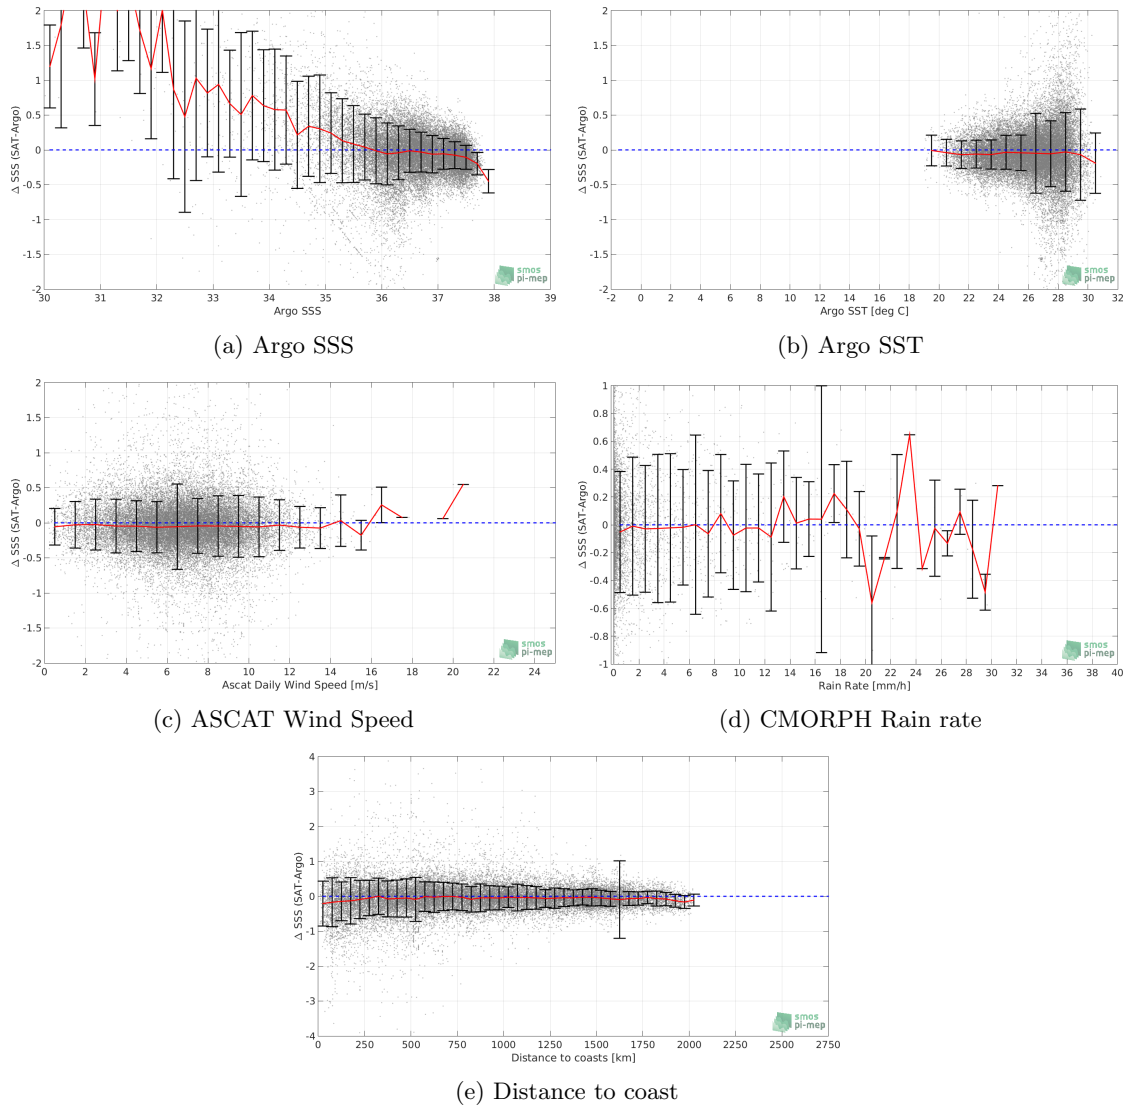 2
1.5
1
0.5
0
-0.5
-1
-1.5
-2
Δ SSS (SAT-Argo)
30 31 32 33 34 35 36 37 38 39
Argo SSS
smos
pi-mep
(a) Argo SSS
2
1.5
1
0.5
0
-0.5
-1
-1.5
-2
Δ SSS (SAT-Argo)
-2 0 2 4 6 8 10 12 14 16 18 20 22 24 26 28 30 32
Argo SST [deg C]
smos
pi-mep
(b) Argo SST
2
1.5
1
0.5
0
-0.5
-1
-1.5
-2
Δ SSS (SAT-Argo)
0 2 4 6 8 10 12 14 16 18 20 22 24
Ascat Daily Wind Speed [m/s]
smos
pi-mep
(c) ASCAT Wind Speed
1
0.8
0.6
0.4
0.2
0
-0.2
-0.4
-0.6
-0.8
-1
Δ SSS (SAT-Argo)
0 2 4 6 8 10 12 14 16 18 20 22 24 26 28 30 32 34 36 38 40
Rain Rate [mm/h]
smos
pi-mep
(d) CMORPH Rain rate
4
3
2
1
0
-1
-2
-3
-4
Δ SSS (SAT-Argo)
0 250 500 750 1000 1250 1500 1750 2000 2250 2500 2750
Distance to coasts [km]
smos
pi-mep
(e) Distance to coast